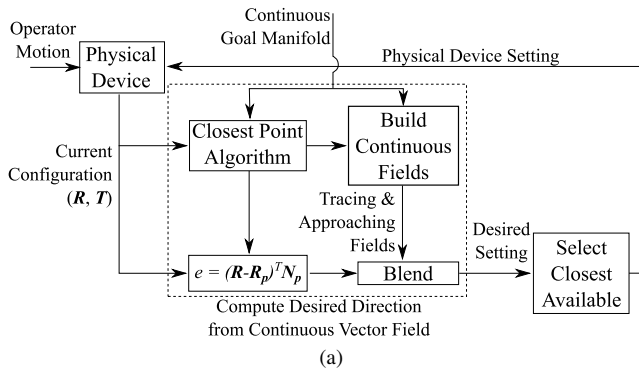 Operator
Motion
Physical
Device
Continuous
Goal Manifold
Physical Device Setting
Current
Configuration
(R, T)
Closest Point
Algorithm
Build
Continuous
Fields
Tracing &
Approaching
Fields
e = (R-Rp)^T Np
Blend
Desired
Setting
Select
Closest
Available
Compute Desired Direction
from Continuous Vector Field
(a)